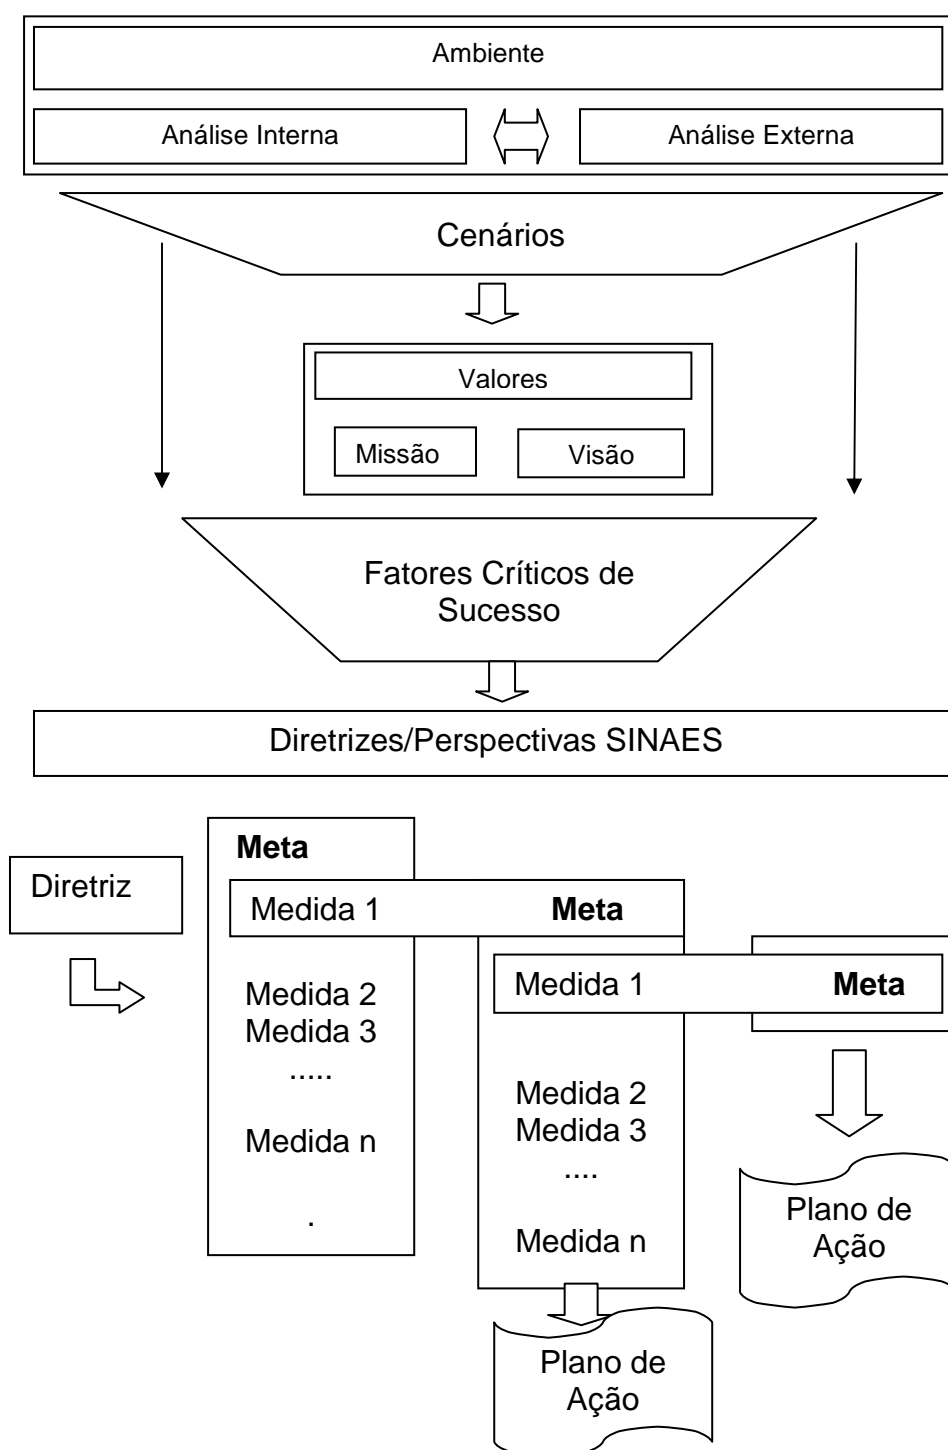 Ambiente
Análise Interna
Análise Externa
Cenários
Valores
Missão
Visão
Fatores Críticos de
Sucesso
Diretrizes/Perspectivas SINAES
Diretriz
Meta
Medida 1
Medida 2
Medida 3
.....
Medida n
.
Meta
Medida 1
Medida 2
Medida 3
....
Medida n
Meta
Plano de
Ação
Plano de
Ação